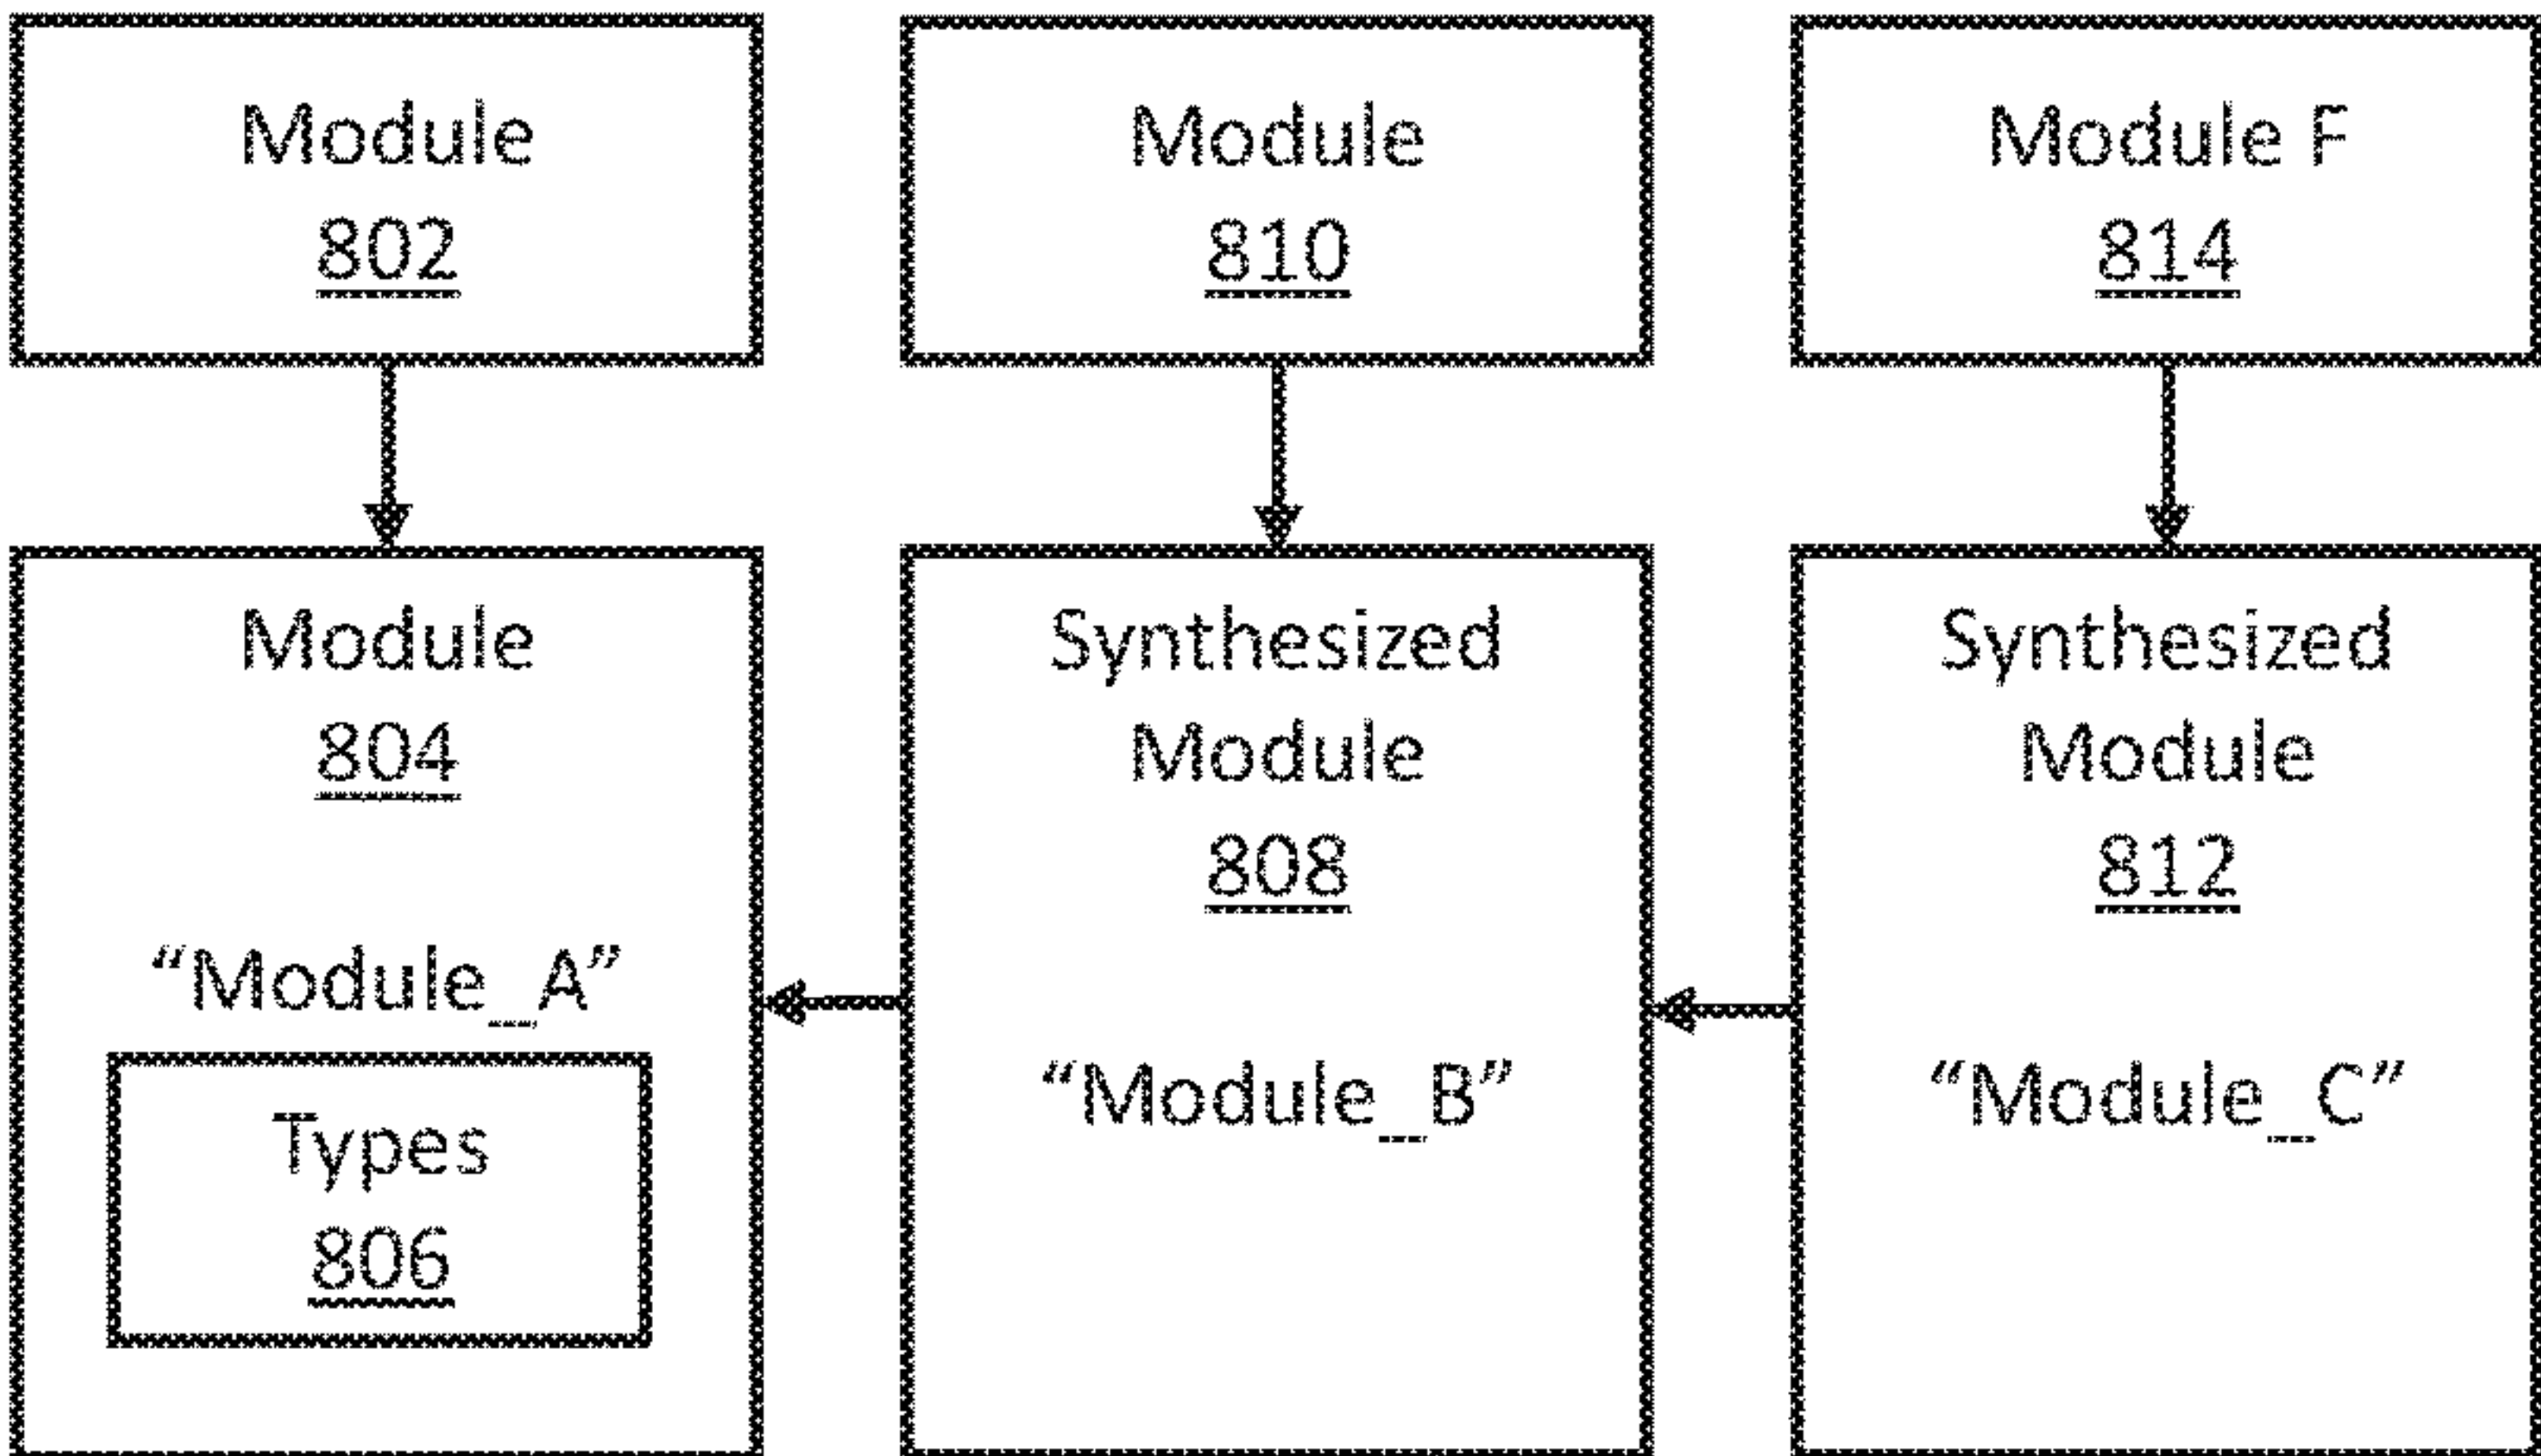 Module
802
Module
810
Module F
814
Module
804
“Module_A”
Types
806
Synthesized
Module
808
“Module_B”
Synthesized
Module
812
“Module_C”